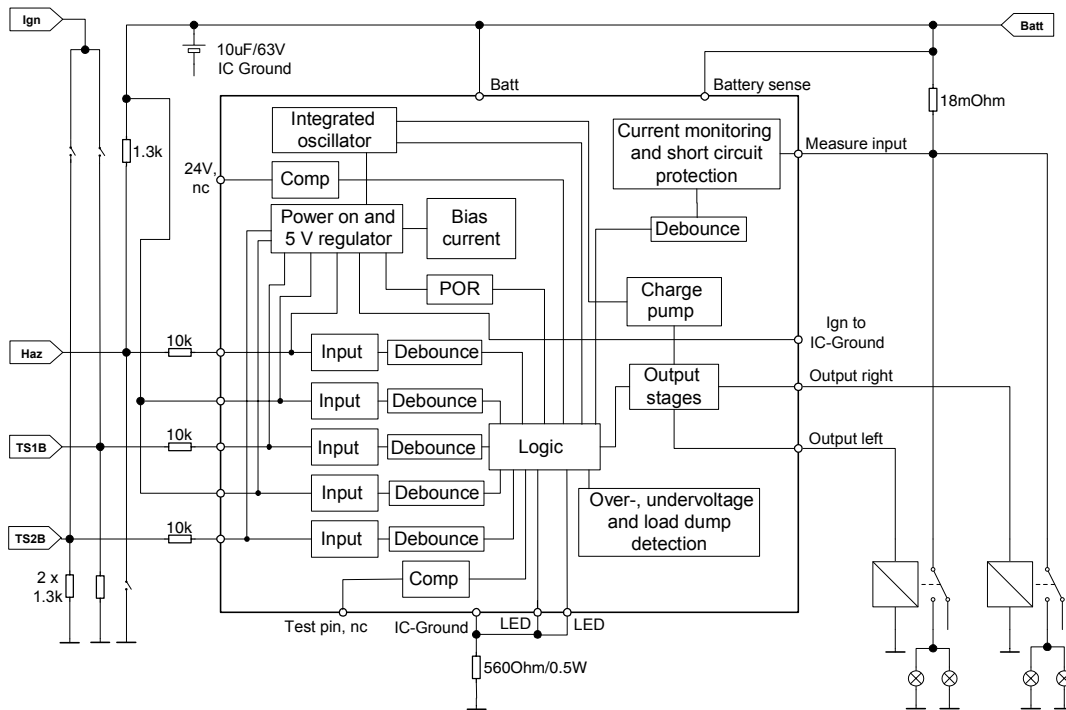 Ign
Batt
10uF/63V
IC Ground
Batt
Battery sense
18mOhm
Integrated
oscillator
Current monitoring
and short circuit
protection
Measure input
1.3k
24V,
nc
Comp
Power on and
5 V regulator
Bias
current
Debounce
POR
Charge
pump
Ign to
IC-Ground
Haz
10k
Input
Debounce
Output
stages
Output right
Input
Debounce
TS1B
10k
Input
Debounce
Logic
Output left
Input
Debounce
Over-, undervoltage
and load dump
detection
TS2B
10k
Input
Debounce
2 x
1.3k
Comp
Test pin, nc
IC-Ground
LED
LED
560Ohm/0.5W